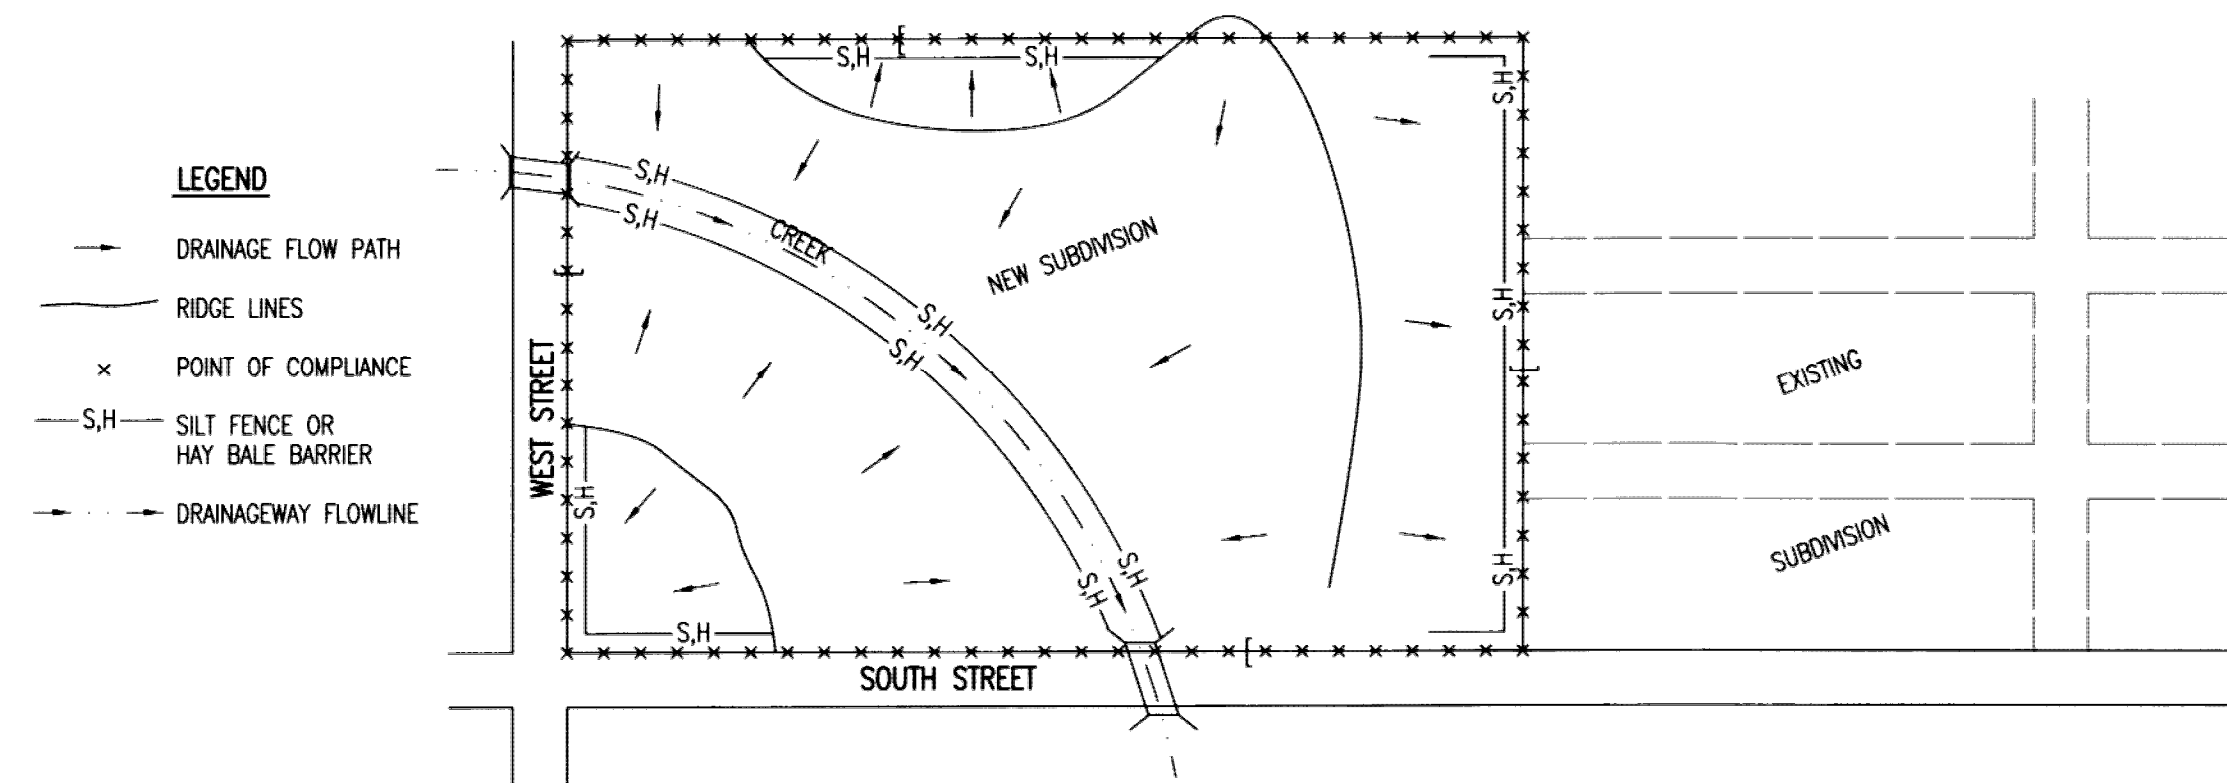 LEGEND
DRAINAGE FLOW PATH
RIDGE LINES
POINT OF COMPLIANCE
S,H
SILT FENCE OR
HAY BALE BARRIER
DRAINAGEWAY FLOWLINE
S,H
S,H
S,H
S,H
S,H
CREEK
NEW SUBDIVISION
S,H
S,H
S,H
WEST STREET
EXISTING
S,H
SUBDIVISION
S,H
S,H
S,H
S,H
SOUTH STREET